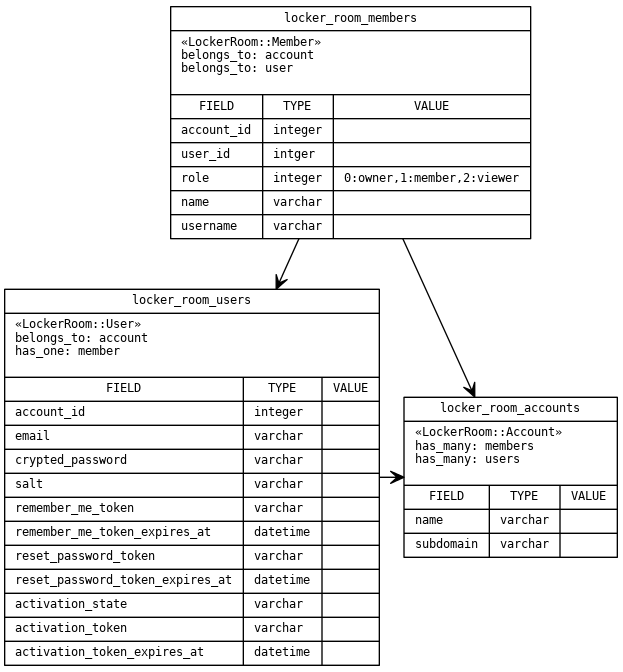 locker_room_members
«LockerRoom::Member»
belongs_to: account
belongs_to: user
FIELD TYPE VALUE
account_id integer
user_id intger
role integer 0:owner,1:member,2:viewer
name varchar
username varchar
locker_room_users
«LockerRoom::User»
belongs_to: account
has_one: member
FIELD TYPE VALUE
account_id integer
email varchar
crypted_password varchar
salt varchar
remember_me_token varchar
remember_me_token_expires_at datetime
reset_password_token varchar
reset_password_token_expires_at datetime
activation_state varchar
activation_token varchar
activation_token_expires_at datetime
locker_room_accounts
«LockerRoom::Account»
has_many: members
has_many: users
FIELD TYPE VALUE
name varchar
subdomain varchar